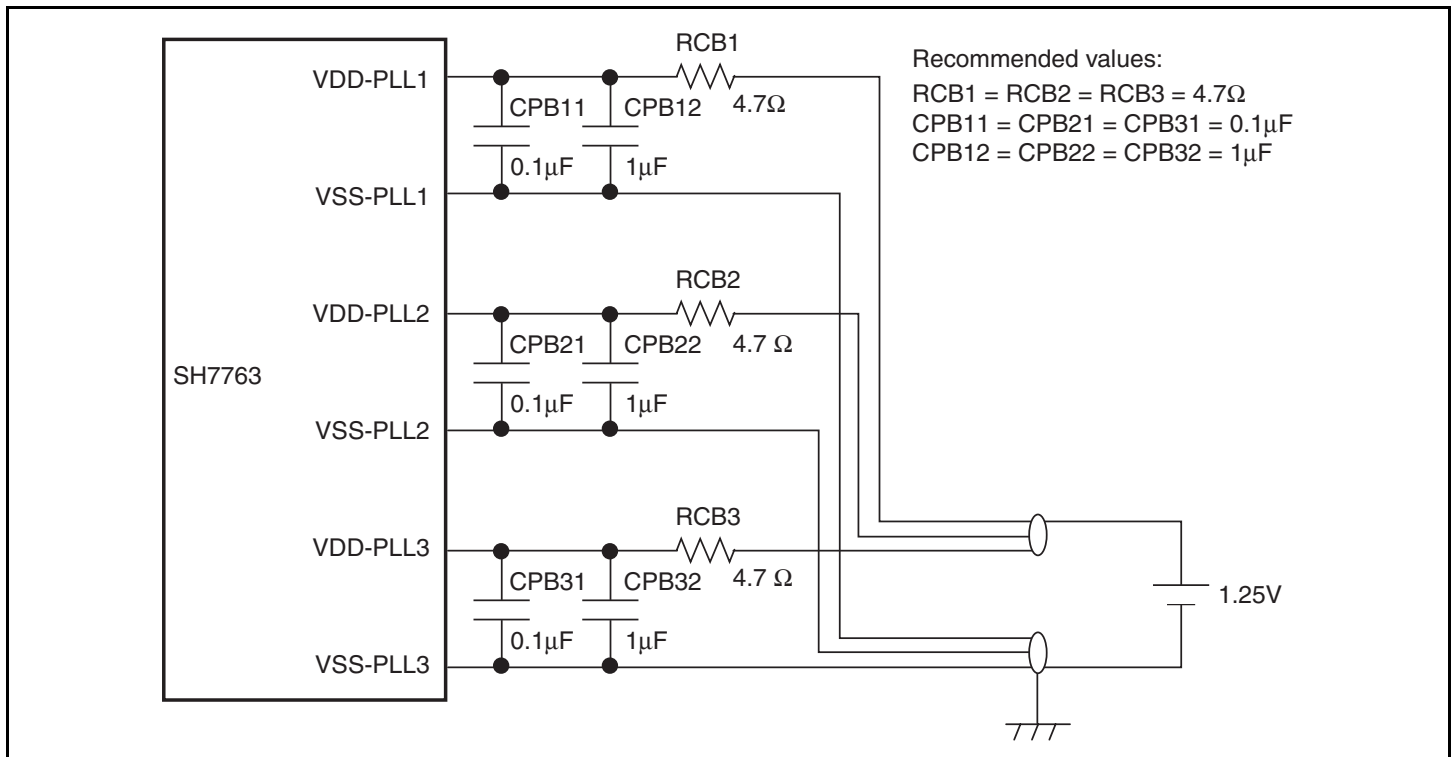 RCB1
VDD-PLL1
CPB11
CPB12
4.7Ω
0.1μF
1μF
VSS-PLL1
Recommended values:
RCB1 = RCB2 = RCB3 = 4.7Ω
CPB11 = CPB21 = CPB31 = 0.1μF
CPB12 = CPB22 = CPB32 = 1μF
RCB2
VDD-PLL2
CPB21
CPB22
4.7 Ω
SH7763
0.1μF
1μF
VSS-PLL2
RCB3
VDD-PLL3
CPB31
CPB32
4.7 Ω
1.25V
0.1μF
1μF
VSS-PLL3